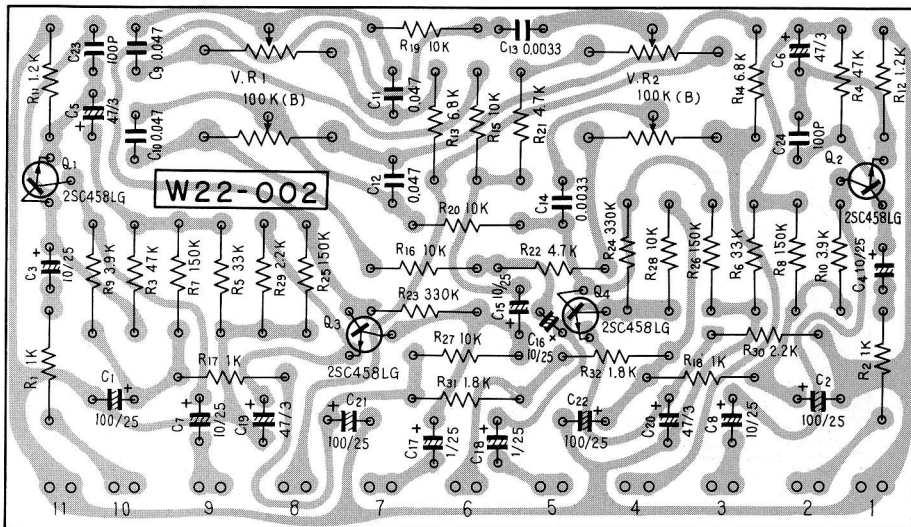 R11 1.2K
C23 100P
C9 0.047
V.R1
100K(B)
R19 10K
C13 0.0033
V.R2
100K(B)
R14 6.8K
C6 47/3
R4 47K
R12 1.2K
C5 47/3
C10 0.047
C11 0.047
R13 6.8K
R15 10K
R21 4.7K
C24 100P
Q1
2SC458LG
W22-002
C12 0.047
C14 0.0033
Q2
2SC458LG
R20 10K
C3 10/25
R9 3.9K
R3 47K
R7 150K
R5 33K
R29 2.2K
R25 150K
R16 10K
R22 4.7K
R24 330K
R28 10K
R26 150K
R6 33K
R8 150K
R10 3.9K
C4 10/25
R23 330K
C15 10/25
Q4
2SC458LG
Q3
2SC458LG
C16
10/25
R27 10K
R32 1.8K
R30 2.2K
R1 1K
R17 1K
R31 1.8K
R18 1K
R2 1K
C1
100/25
C7 10/25
C19 47/3
C21
100/25
C17 1/25
C18 1/25
C22
100/25
C20 47/3
C8 10/25
C2
100/25
11 10 9 8 7 6 5 4 3 2 1